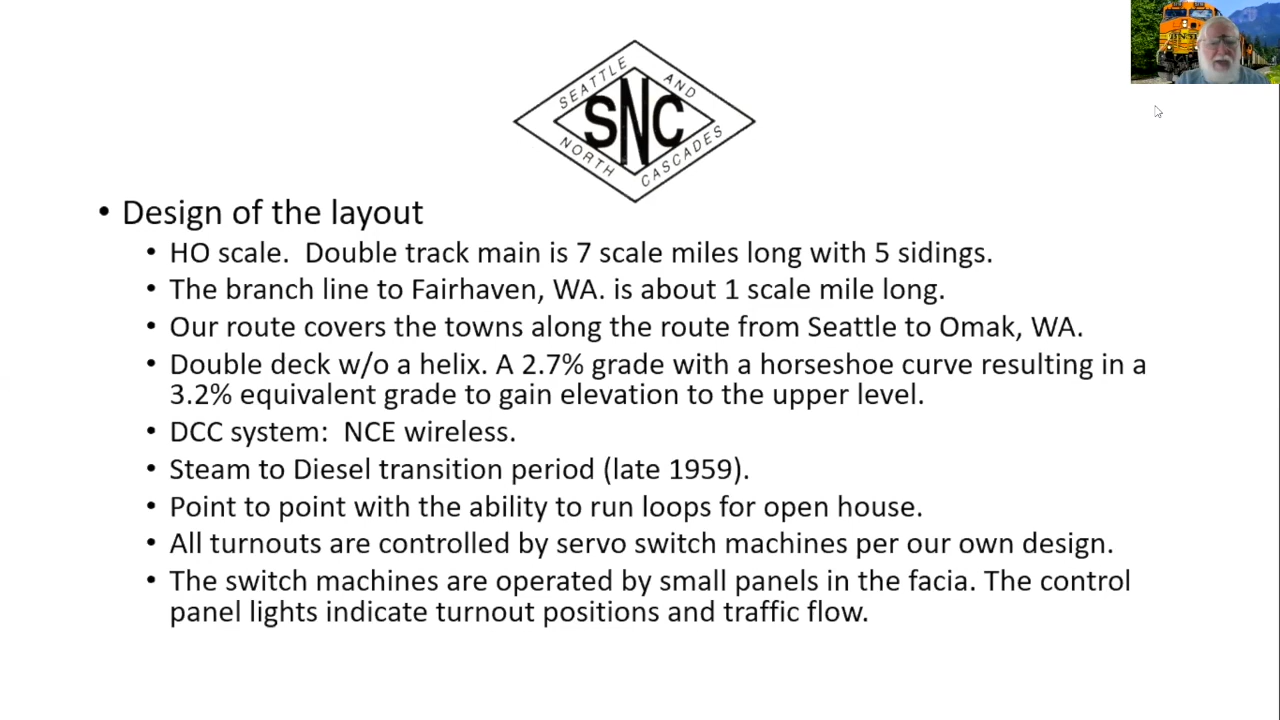 SEATTLE AND
SNC
NORTH CASCADES
• Design of the layout
• HO scale.  Double track main is 7 scale miles long with 5 sidings.
• The branch line to Fairhaven, WA. is about 1 scale mile long.
• Our route covers the towns along the route from Seattle to Omak, WA.
• Double deck w/o a helix. A 2.7% grade with a horseshoe curve resulting in a
3.2% equivalent grade to gain elevation to the upper level.
• DCC system:  NCE wireless.
• Steam to Diesel transition period (late 1959).
• Point to point with the ability to run loops for open house.
• All turnouts are controlled by servo switch machines per our own design.
• The switch machines are operated by small panels in the facia. The control
panel lights indicate turnout positions and traffic flow.